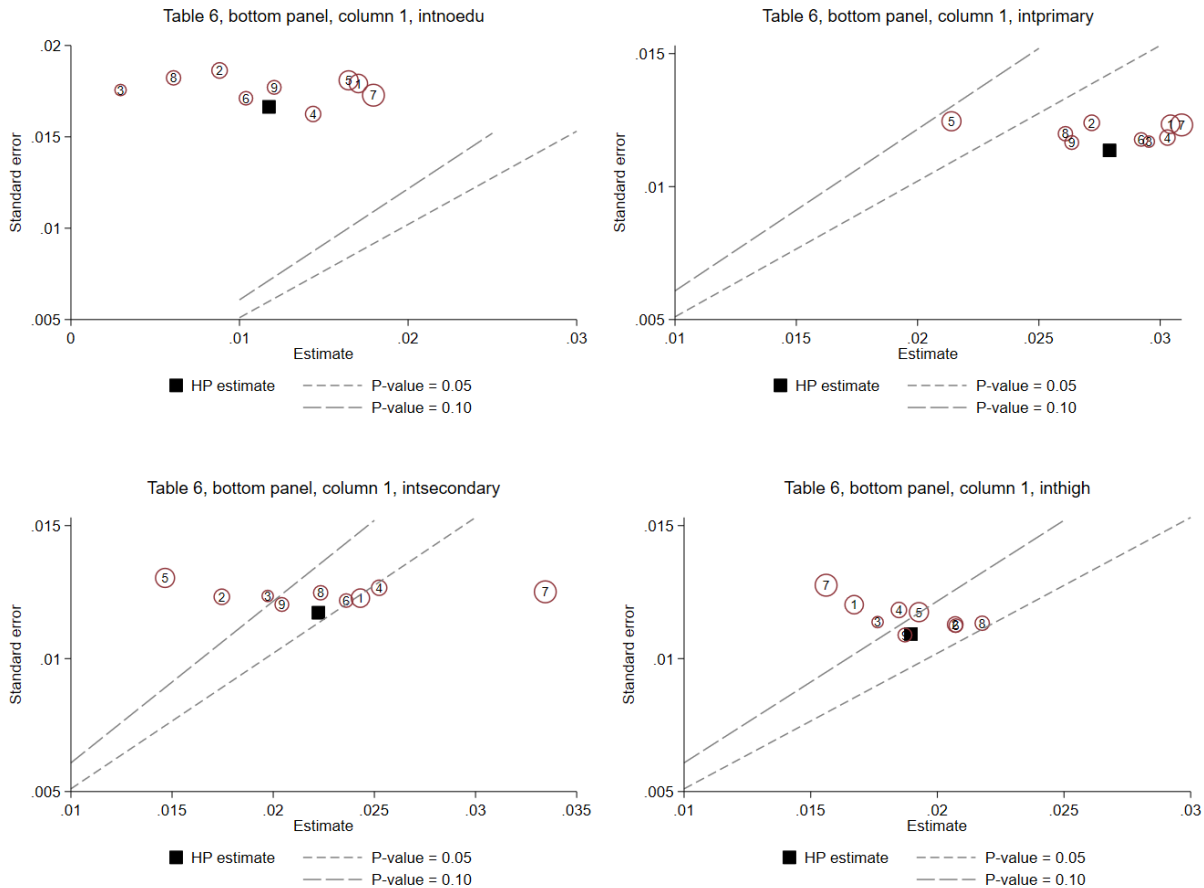 Table 6, bottom panel, column 1, intnoedu
.02
.015
.01
.005
Standard error
3
8
2
6
9
4
5
1
7
0
.01
.02
.03
Estimate
HP estimate
P-value = 0.05
P-value = 0.10
Table 6, bottom panel, column 1, intprimary
.015
.01
.005
Standard error
5
8
9
2
6
3
4
1
7
.01
.015
.02
.025
.03
Estimate
HP estimate
P-value = 0.05
P-value = 0.10
Table 6, bottom panel, column 1, intsecondary
.015
.01
.005
Standard error
5
2
3
9
8
6
1
4
7
.01
.015
.02
.025
.03
.035
Estimate
HP estimate
P-value = 0.05
P-value = 0.10
Table 6, bottom panel, column 1, inthigh
.015
.01
.005
Standard error
7
1
3
4
9
5
8
.01
.015
.02
.025
.03
Estimate
HP estimate
P-value = 0.05
P-value = 0.10